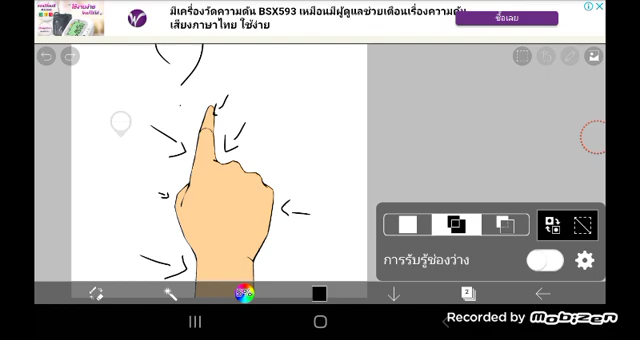 มีเครื่องวัดความดัน BSX593 เหมือนมีผู้ดูแลช่วยเตือนเรื่องความดัน
เสียงภาษาไทย ใช้ง่าย
ซื้อเลย
การรับรู้ช่องว่าง
2
Recorded by Mobizen